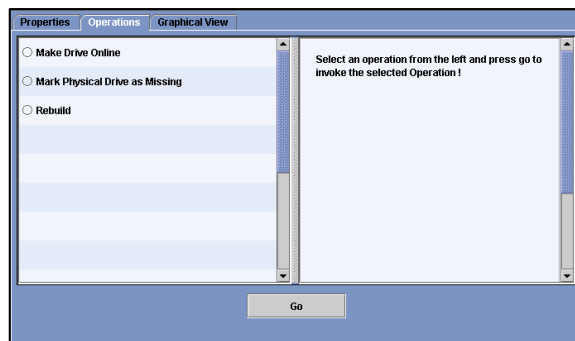 Properties Operations Graphical View
Make Drive Online
Mark Physical Drive as Missing
Rebuild
Select an operation from the left and press go to
invoke the selected Operation !
Go